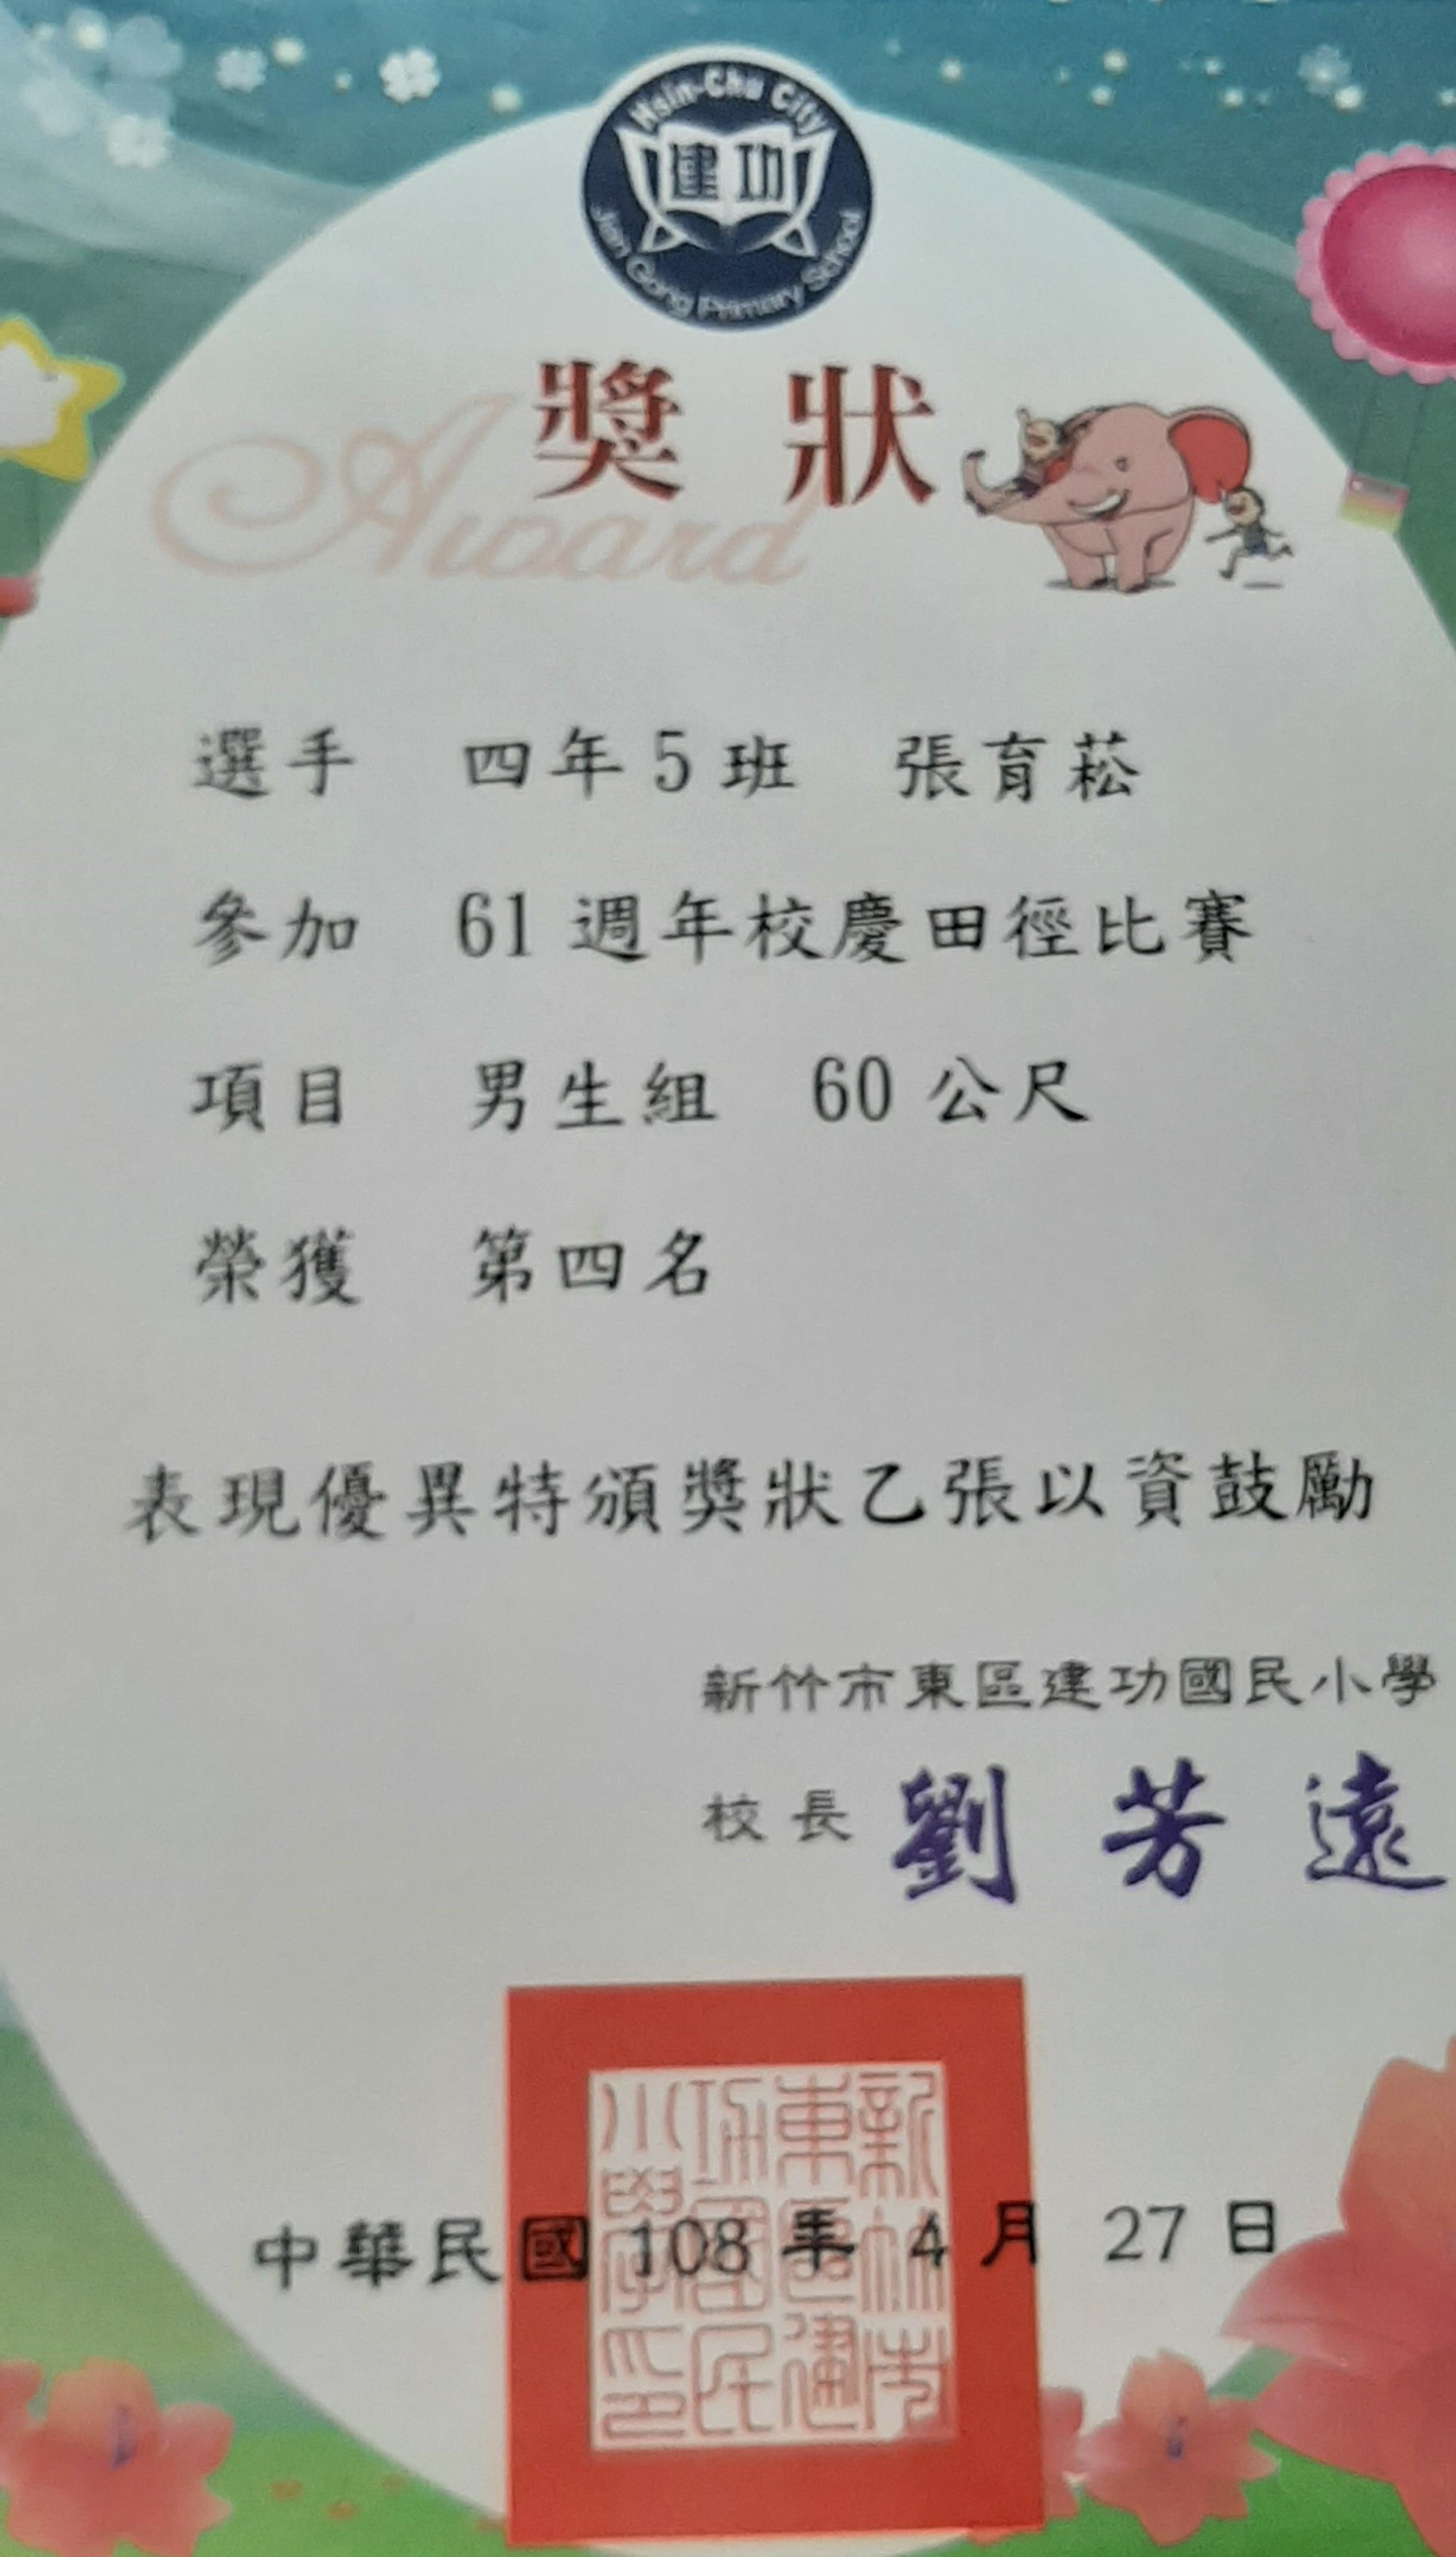 Hsin-Chu City
建功
Jian Gong Primary School
獎狀
Award
選手 四年5班 張育菘
參加 61週年校慶田徑比賽
項目 男生組 60公尺
榮獲 第四名
表現優異特頒獎狀乙張以資鼓勵
新竹市東區建功國民小學
校長 劉芳遠
新竹市
東區建
功國民
小學印
中華民國 108 年 4 月 27 日